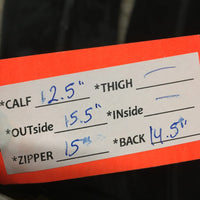 *CALF 12.5" *THIGH —
*OUTside 15.5" *INside —
*ZIPPER 15" *BACK 14.5"